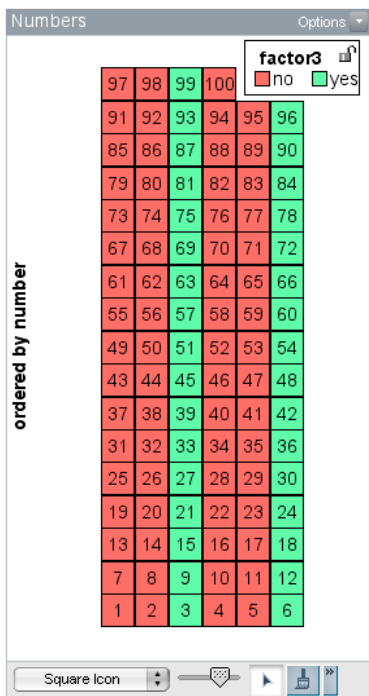 Numbers Options
factor3
no yes
97 98 99 100
91 92 93 94 95 96
85 86 87 88 89 90
79 80 81 82 83 84
73 74 75 76 77 78
67 68 69 70 71 72
61 62 63 64 65 66
55 56 57 58 59 60
49 50 51 52 53 54
43 44 45 46 47 48
37 38 39 40 41 42
31 32 33 34 35 36
25 26 27 28 29 30
19 20 21 22 23 24
13 14 15 16 17 18
7 8 9 10 11 12
1 2 3 4 5 6
ordered by number
Square Icon